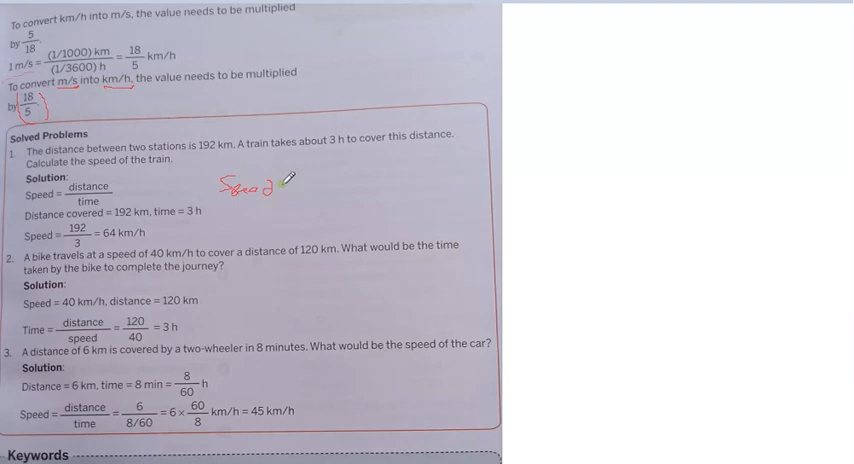 To convert km/h into m/s, the value needs to be multiplied
by 5/18
1 m/s = (1/1000) km / (1/3600) h = 18/5 km/h
To convert m/s into km/h, the value needs to be multiplied
by 18/5
Solved Problems
1. The distance between two stations is 192 km. A train takes about 3 h to cover this distance.
Calculate the speed of the train.
Solution:
Speed = distance / time
Speed
Distance covered = 192 km, time = 3 h
Speed = 192/3 = 64 km/h
2. A bike travels at a speed of 40 km/h to cover a distance of 120 km. What would be the time
taken by the bike to complete the journey?
Solution:
Speed = 40 km/h, distance = 120 km
Time = distance / speed = 120/40 = 3 h
3. A distance of 6 km is covered by a two-wheeler in 8 minutes. What would be the speed of the car?
Solution:
Distance = 6 km, time = 8 min = 8/60 h
Speed = distance / time = 6 / 8/60 = 6 × 60/8 km/h = 45 km/h
Keywords